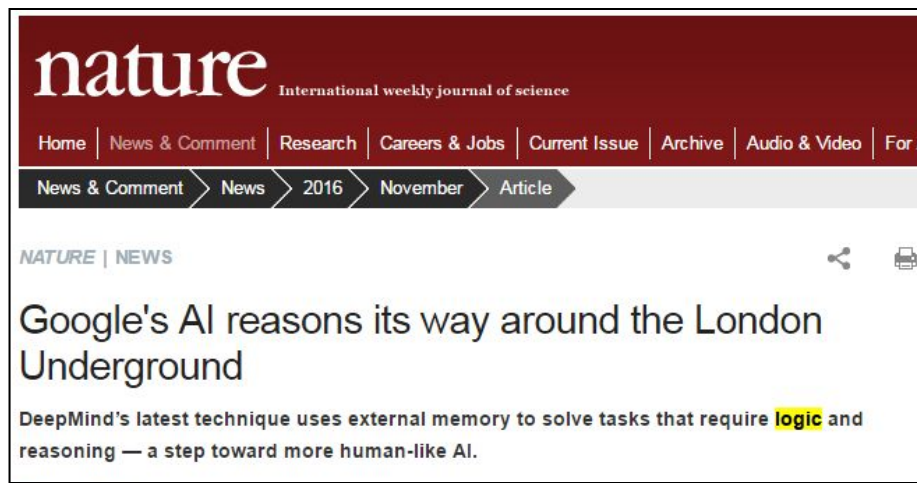 nature International weekly journal of science
Home News & Comment Research Careers & Jobs Current Issue Archive Audio & Video For
News & Comment News 2016 November Article
NATURE | NEWS
Google's AI reasons its way around the London
Underground
DeepMind's latest technique uses external memory to solve tasks that require logic and
reasoning — a step toward more human-like AI.